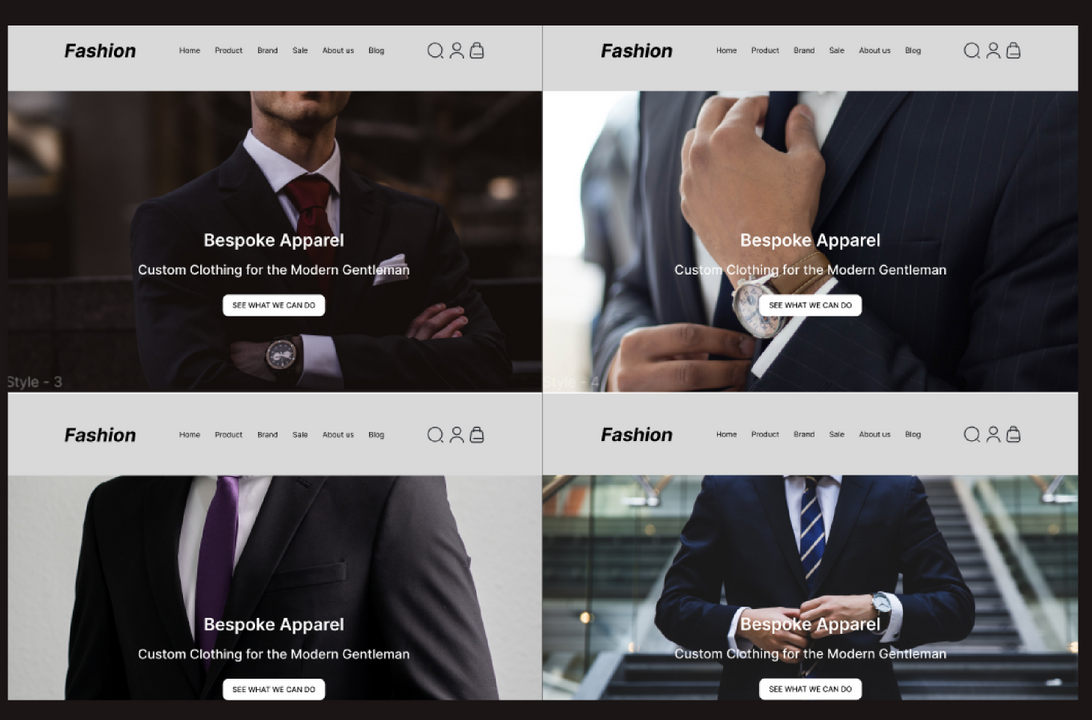 Fashion Home Product Brand Sale About us Blog
Bespoke Apparel
Custom Clothing for the Modern Gentleman
SEE WHAT WE CAN DO
Style - 3
Fashion Home Product Brand Sale About us Blog
Bespoke Apparel
Custom Clothing for the Modern Gentleman
SEE WHAT WE CAN DO
Style - 4
Fashion Home Product Brand Sale About us Blog
Bespoke Apparel
Custom Clothing for the Modern Gentleman
SEE WHAT WE CAN DO
Fashion Home Product Brand Sale About us Blog
Bespoke Apparel
Custom Clothing for the Modern Gentleman
SEE WHAT WE CAN DO